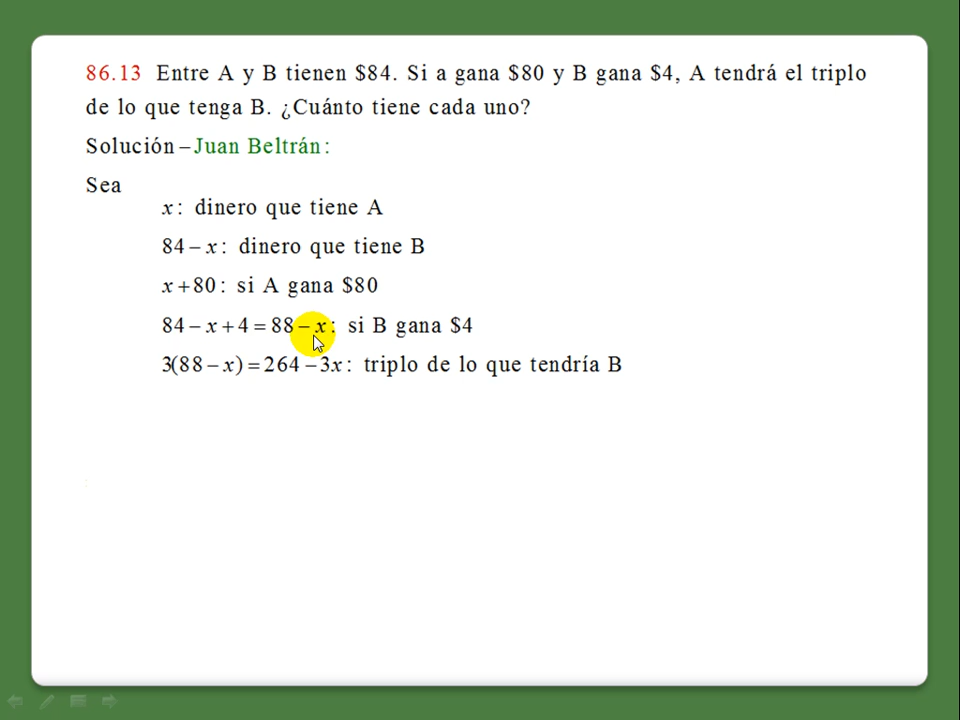 86.13 Entre A y B tienen $84. Si a gana $80 y B gana $4, A tendrá el triplo
de lo que tenga B. ¿Cuánto tiene cada uno?
Solución – Juan Beltrán:
Sea
x: dinero que tiene A
84 – x: dinero que tiene B
x + 80: si A gana $80
84 – x + 4 = 88 – x: si B gana $4
3(88 – x) = 264 – 3x: triplo de lo que tendría B